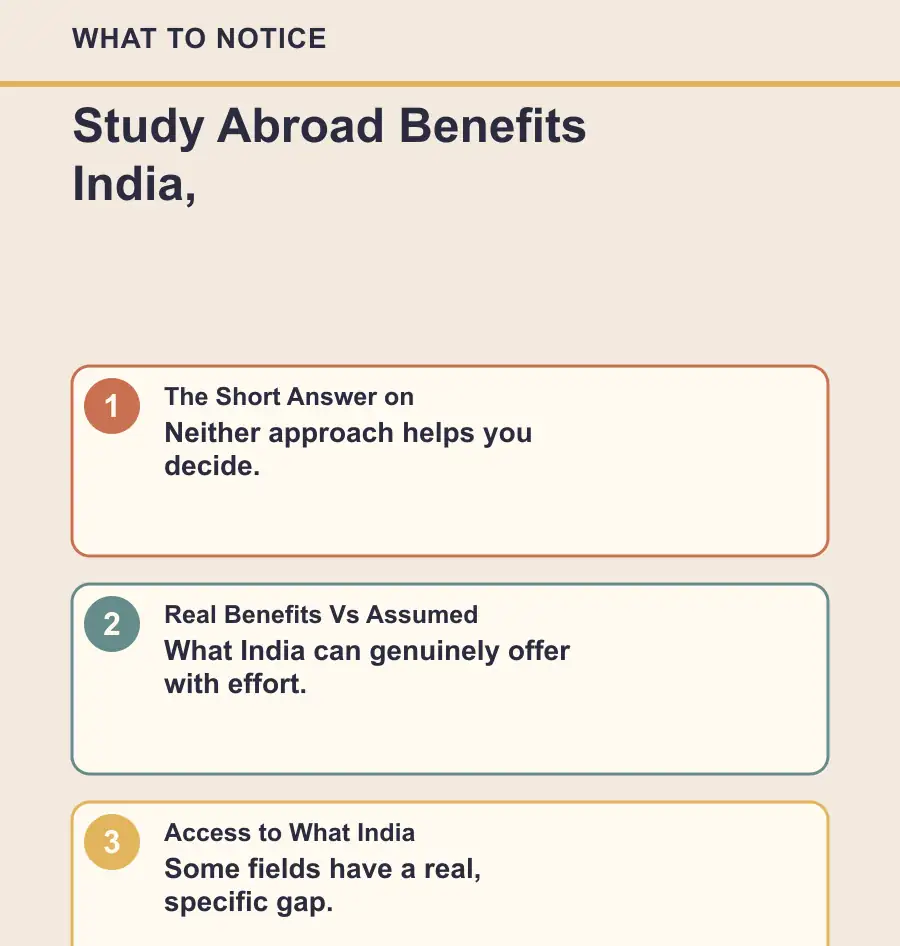 WHAT TO NOTICE
Study Abroad Benefits
India,
1
The Short Answer on
Neither approach helps you
decide.
2
Real Benefits Vs Assumed
What India can genuinely offer
with effort.
3
Access to What India
Some fields have a real,
specific gap.